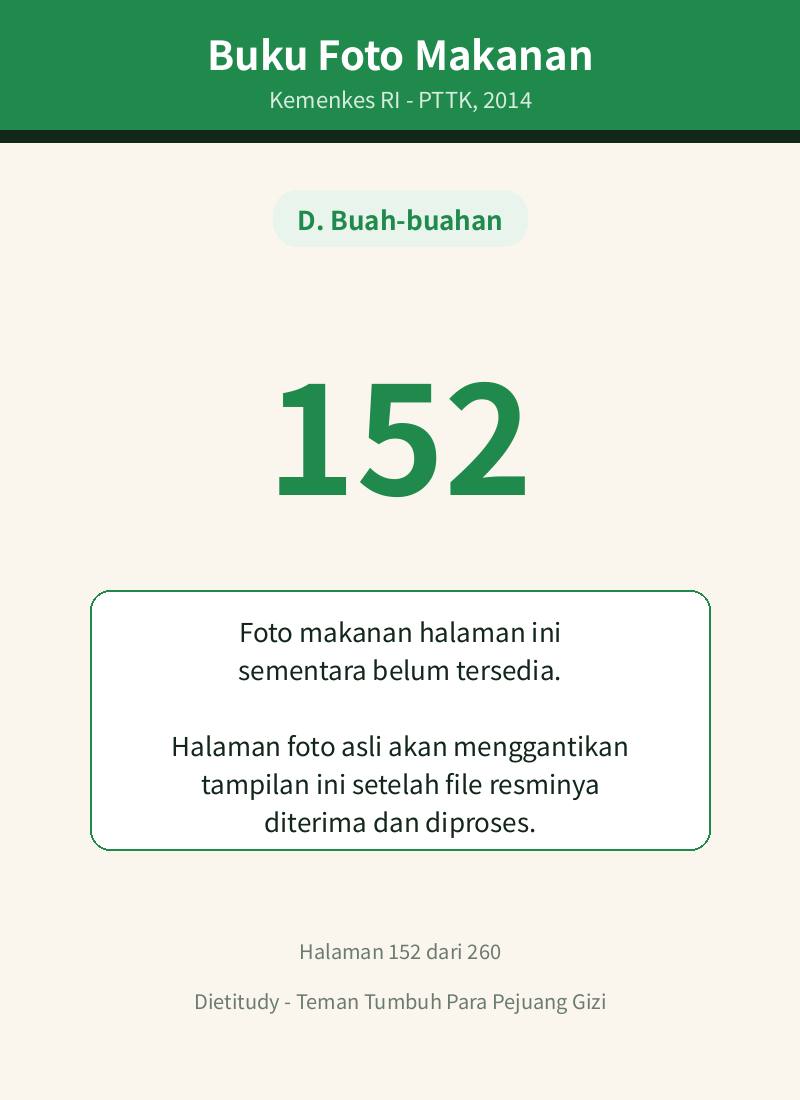 Buku Foto Makanan
Kemenkes RI - PTTK, 2014
D. Buah-buahan
152
Foto makanan halaman ini
sementara belum tersedia.
Halaman foto asli akan menggantikan
tampilan ini setelah file resminya
diterima dan diproses.
Halaman 152 dari 260
Dietitudy - Teman Tumbuh Para Pejuang Gizi